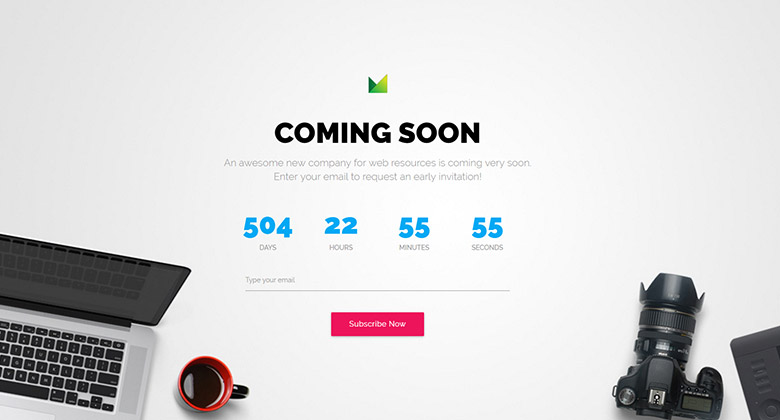 COMING SOON
An awesome new company for web resources is coming very soon.
Enter your email to request an early invitation!
504 22 55 55
DAYS HOURS MINUTES SECONDS
Type your email
Subscribe Now